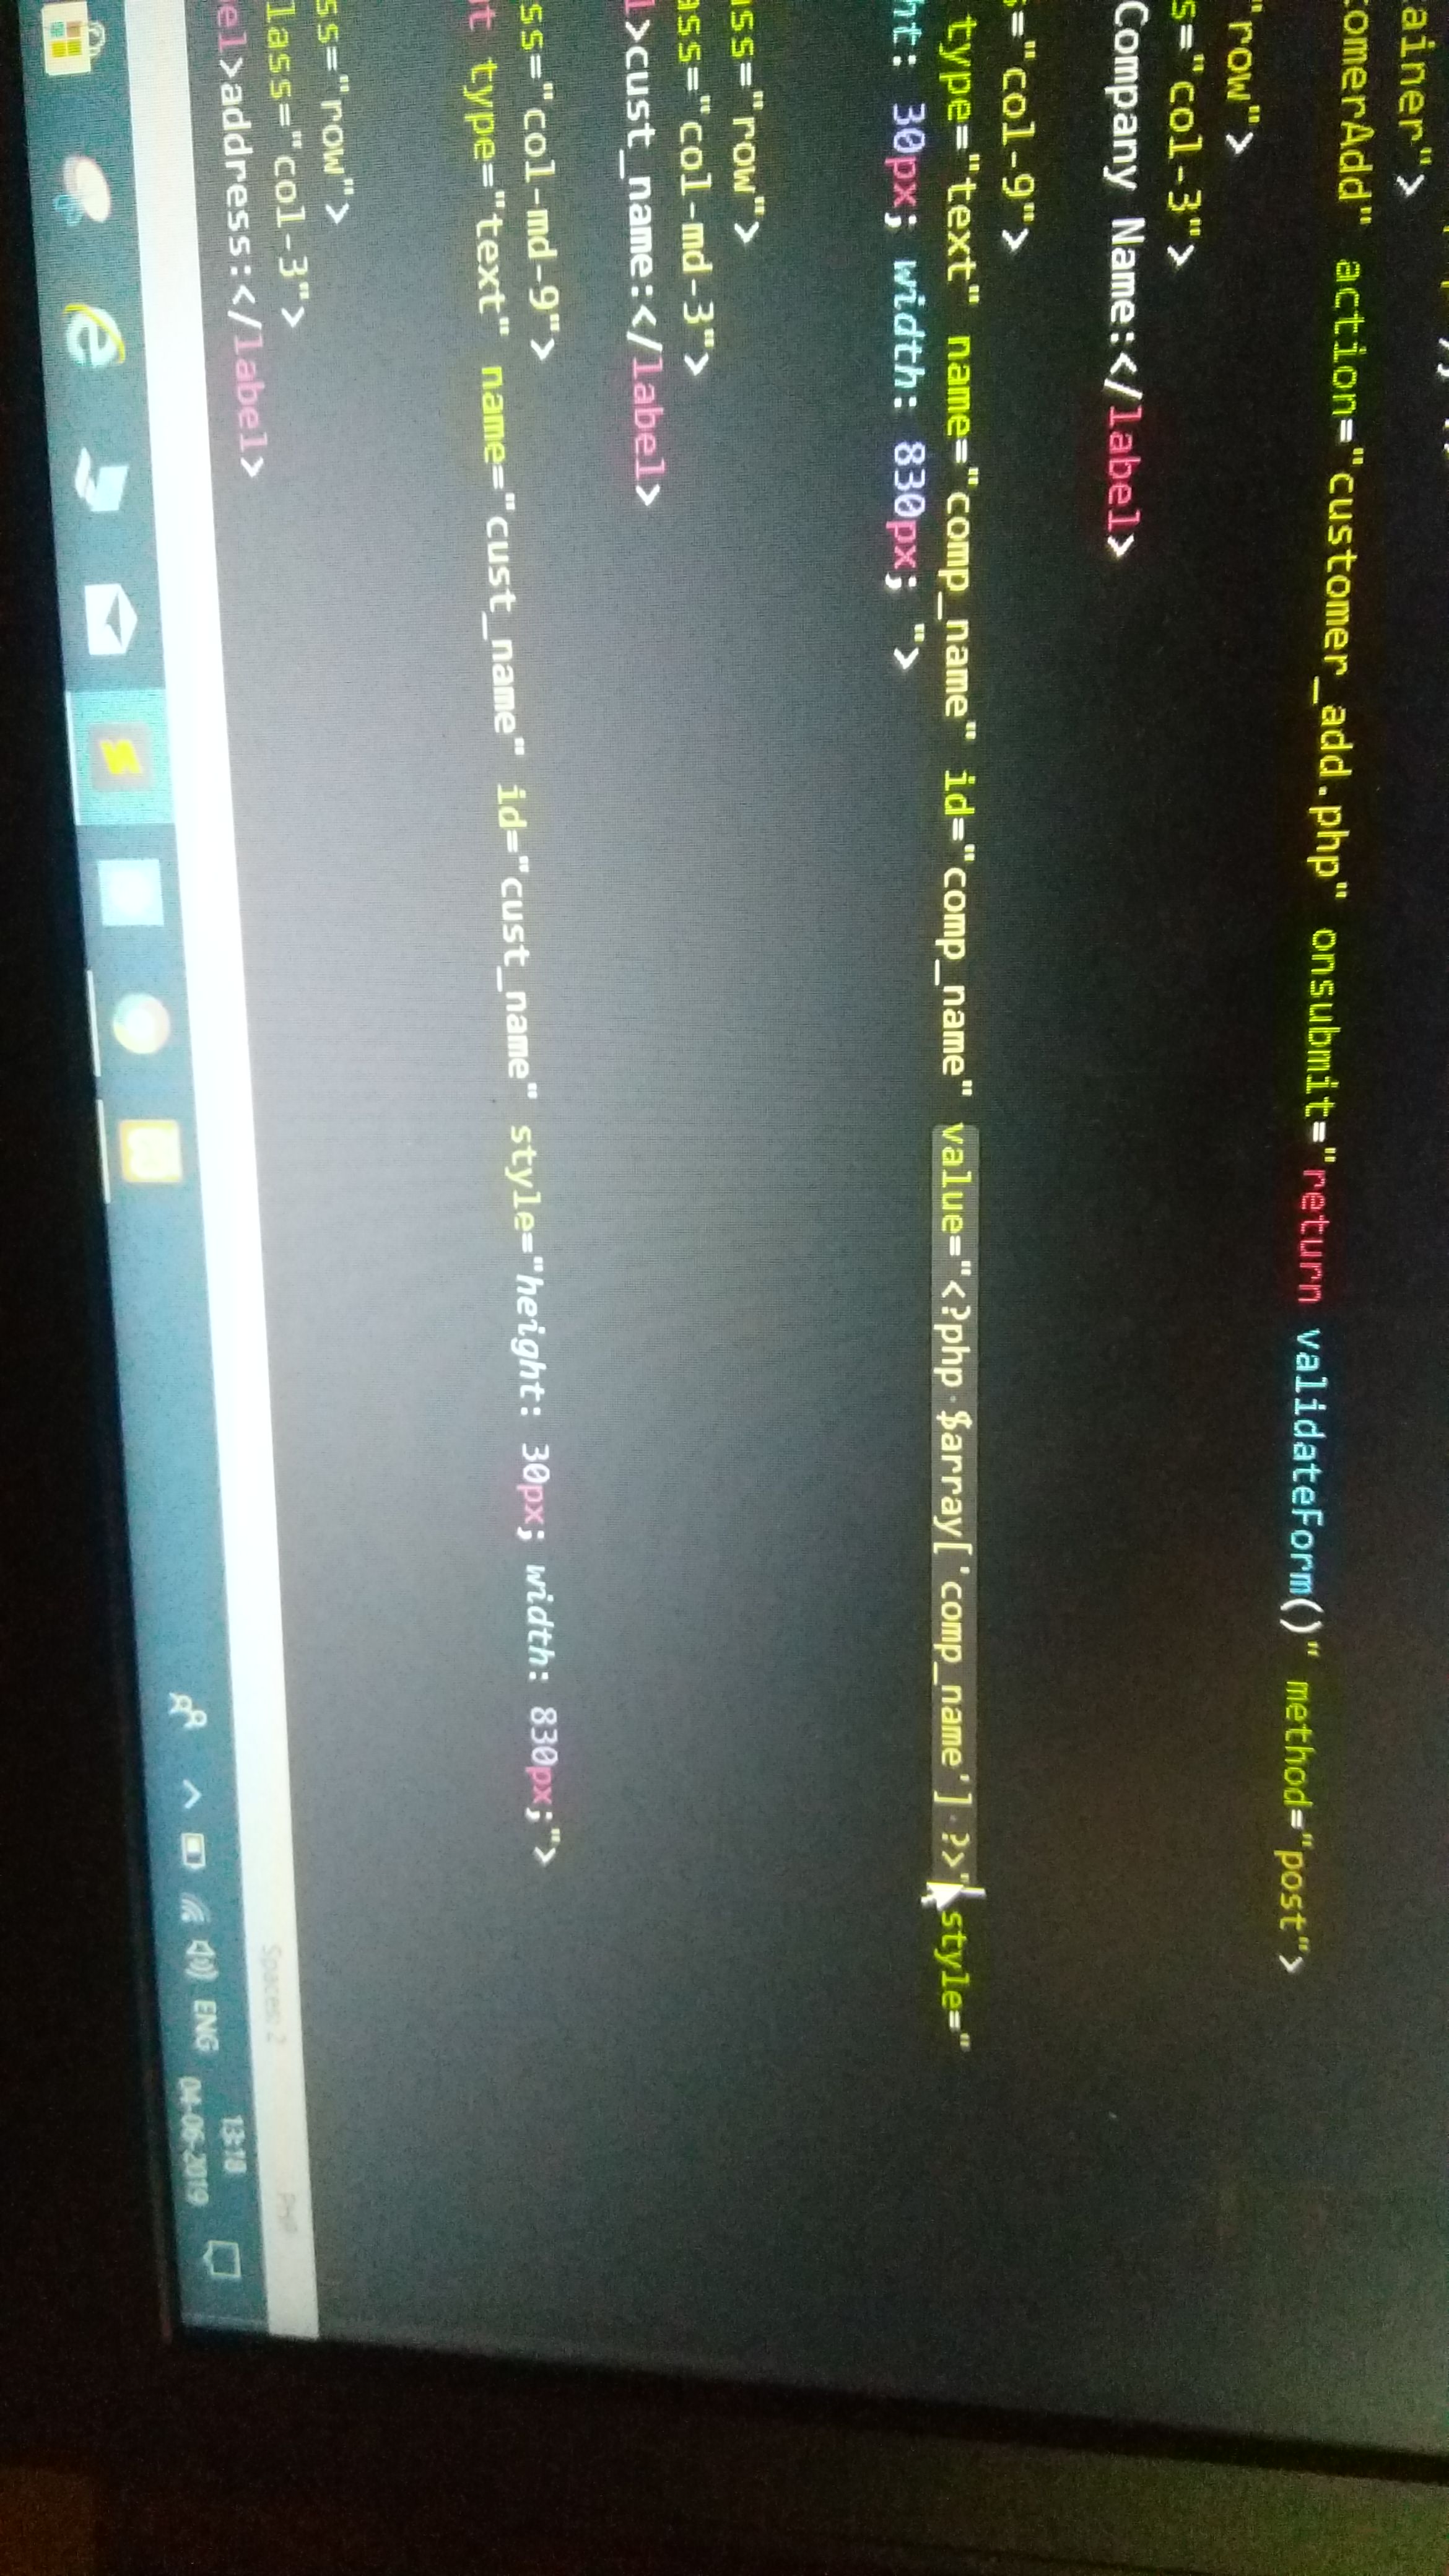 ainer">
omerAdd" action="customer_add.php" onsubmit="return validateForm()" method="post">
"row">
s="col-3">
Company Name:</label>
s="col-9">
type="text" name="comp_name" id="comp_name" value="<?php $array['comp_name'] ?>" style="
ht: 30px; width: 830px; ">
ss="row">
ass="col-md-3">
l>cust_name:</label>
ss="col-md-9">
t type="text" name="cust_name" id="cust_name" style="height: 30px; width: 830px;">
ss="row">
lass="col-3">
el>address:</label>
Spaces: 2 PHP
ENG 13:18
04-06-2019